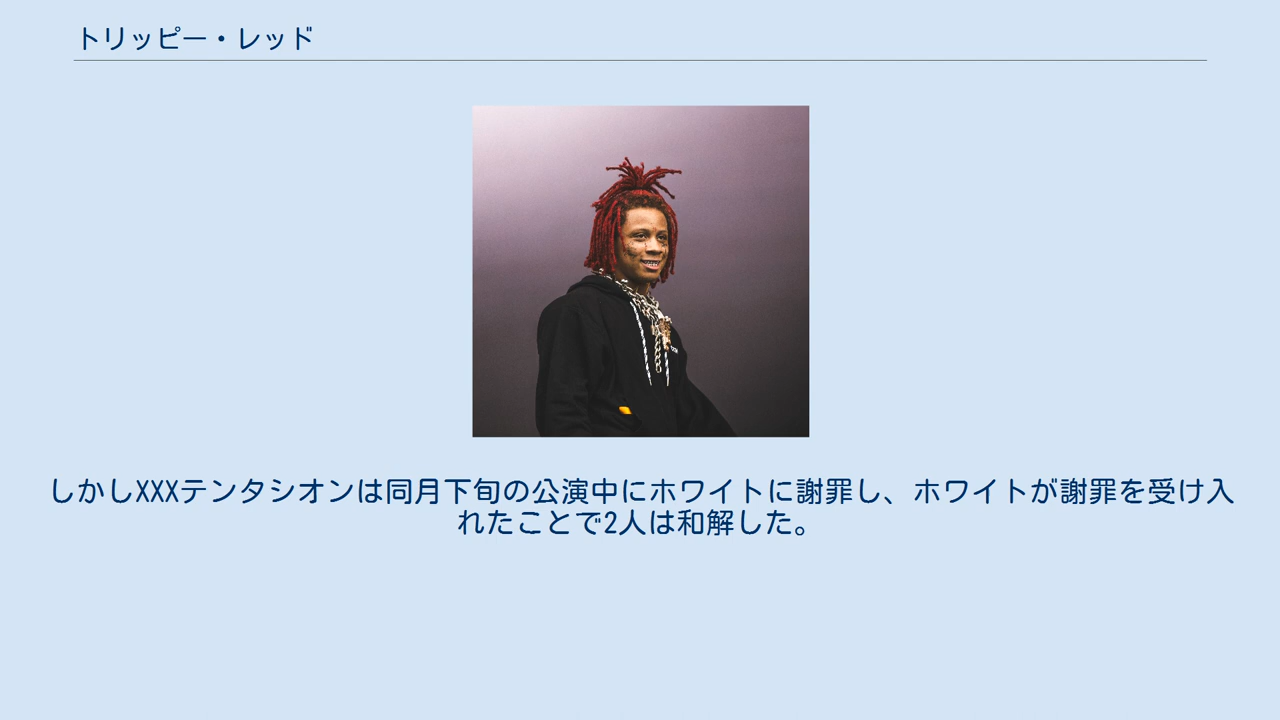 トリッピー・レッド
しかしXXXテンタシオンは同月下旬の公演中にホワイトに謝罪し、ホワイトが謝罪を受け入
れたことで2人は和解した。